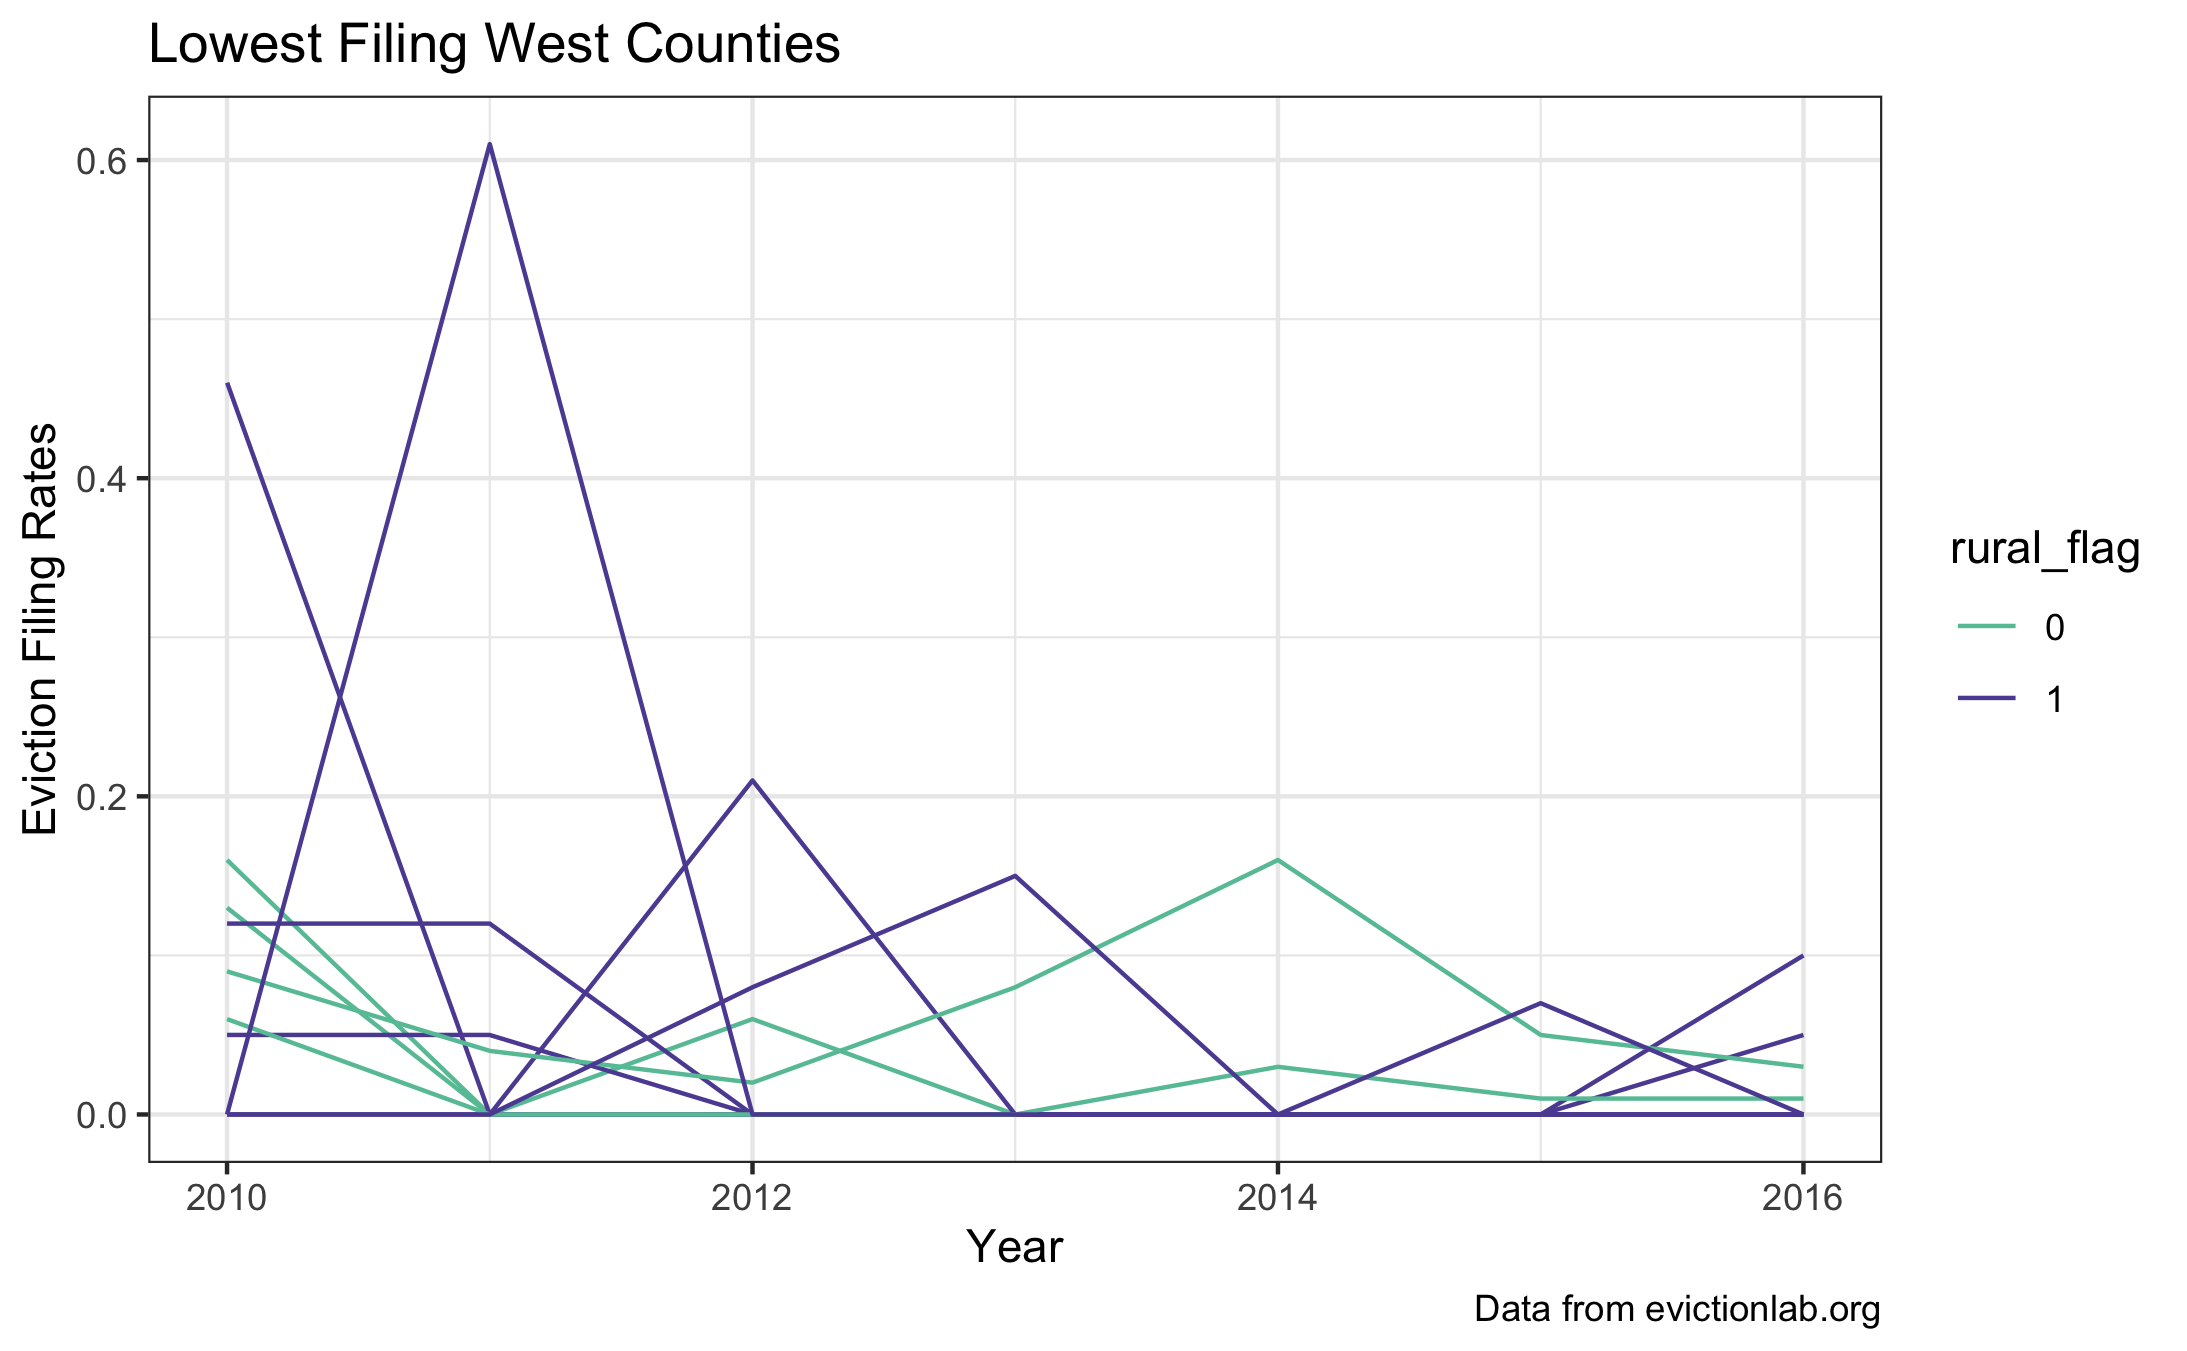 Lowest Filing West Counties
Eviction Filing Rates
0.6
0.4
0.2
0.0
2010 2012 2014 2016
Year
rural_flag
0
1
Data from evictionlab.org